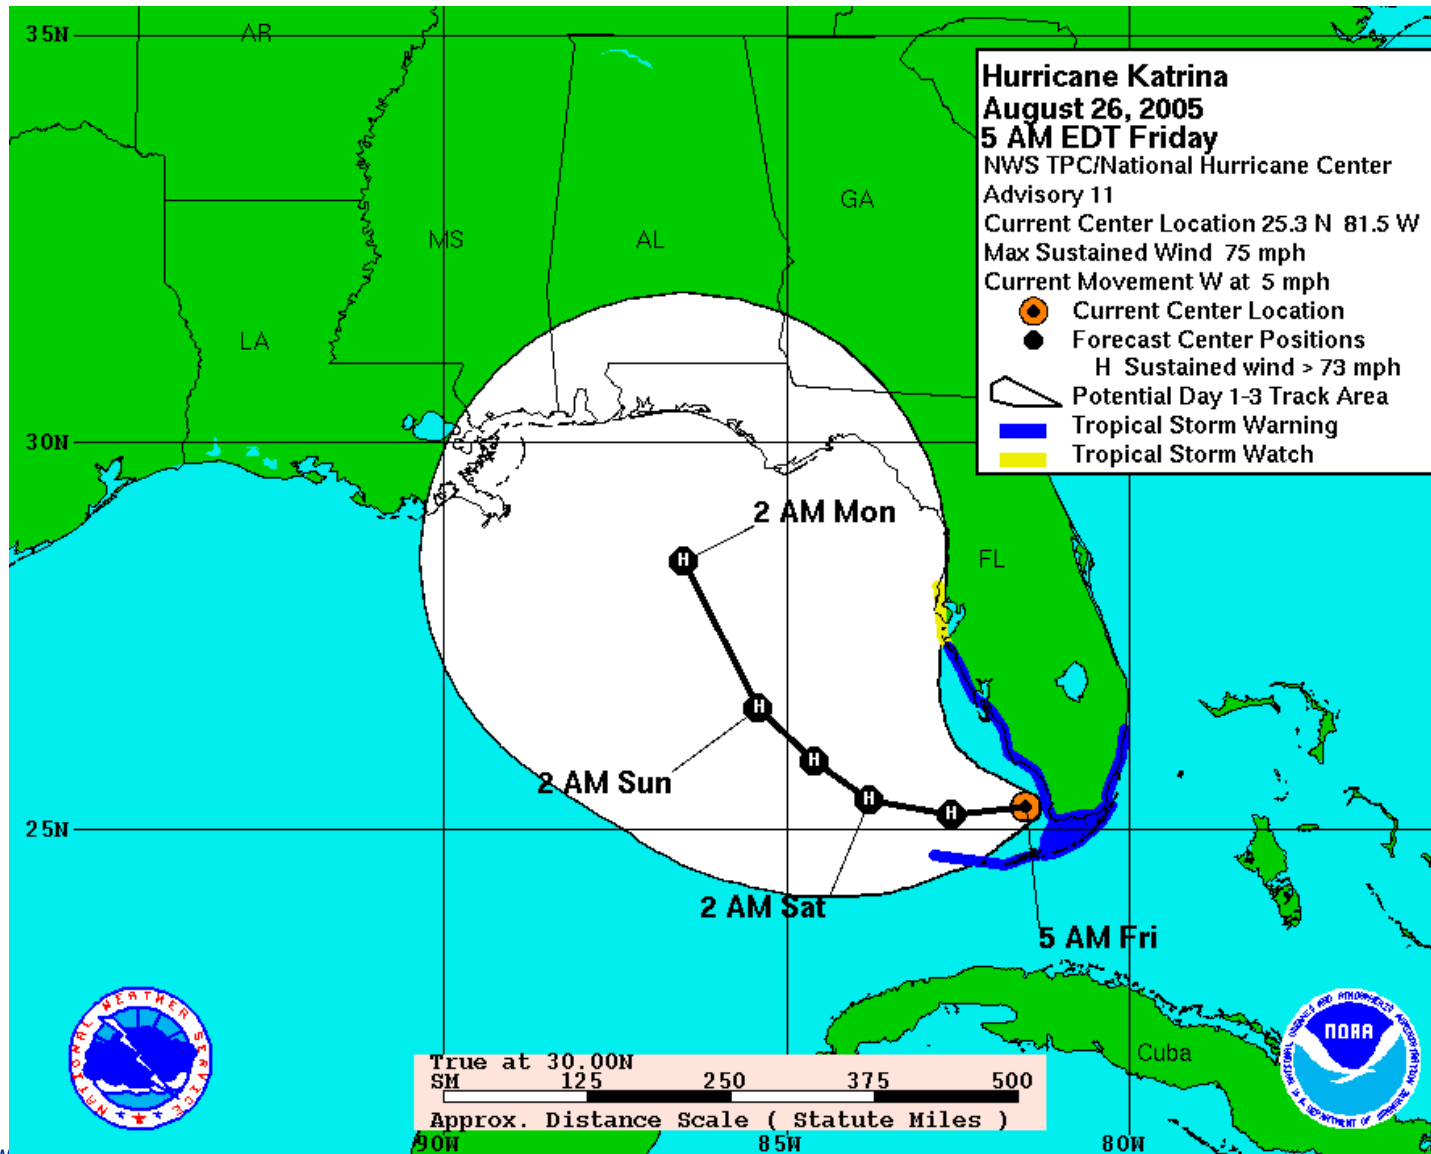 35N
AR
Hurricane Katrina
August 26, 2005
5 AM EDT Friday
NWS TPC/National Hurricane Center
Advisory 11
Current Center Location 25.3 N 81.5 W
Max Sustained Wind 75 mph
Current Movement W at 5 mph
Current Center Location
Forecast Center Positions
H Sustained wind > 73 mph
Potential Day 1-3 Track Area
Tropical Storm Warning
Tropical Storm Watch
GA
MS
AL
LA
30N
2 AM Mon
H
FL
H
2 AM Sun
H
H
H
25N
2 AM Sat
5 AM Fri
NATIONAL WEATHER SERVICE
NOAA
Cuba
True at 30.00N
SM 125 250 375 500
Approx. Distance Scale ( Statute Miles )
90W
85W
80W